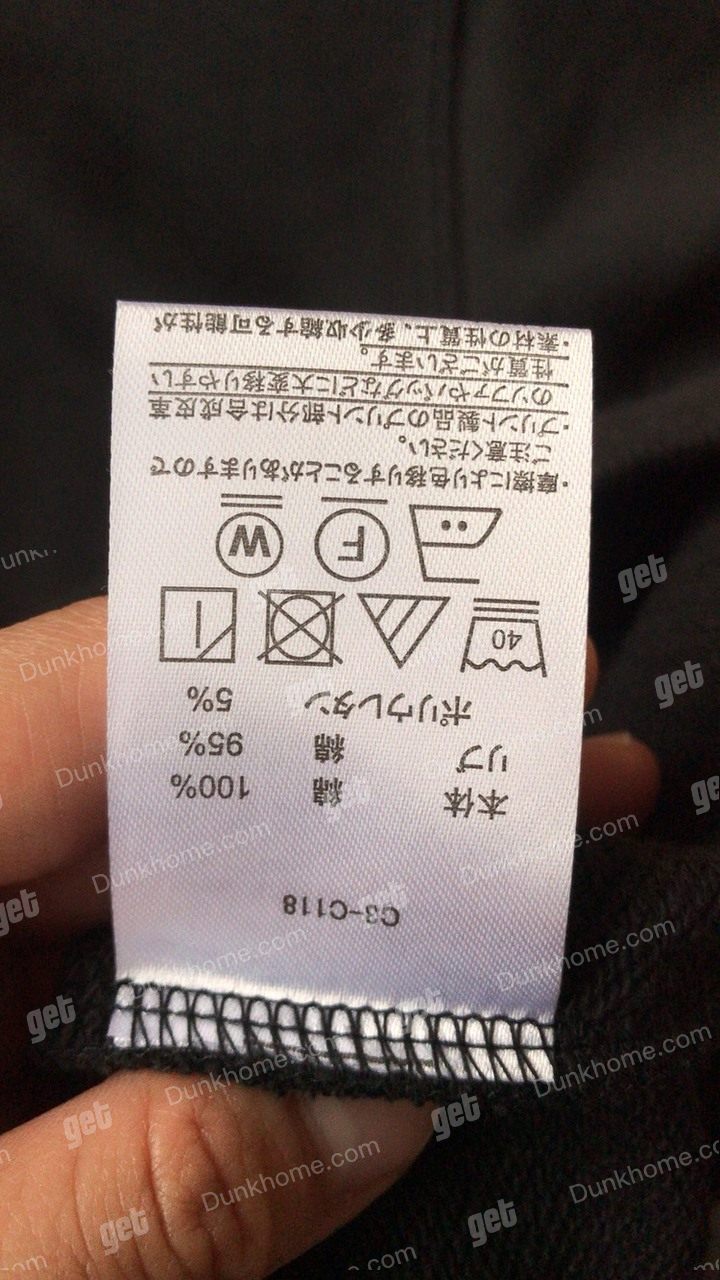 C3-C118
本体 綿 100%
リブ 綿 95%
ポリウレタン 5%
40
F W
・摩擦により色移りすることがありますので
ご注意ください。
・プリント製品のプリント部分は合成皮革
のソファやバッグなどに大変移りやすい
性質がございます。
・素材の性質上、多少収縮する可能性が
get
Dunkhome.com